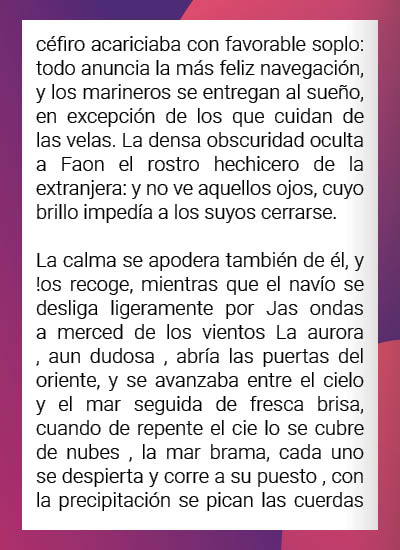 céfiro acariciaba con favorable soplo:
todo anuncia la más feliz navegación,
y los marineros se entregan al sueño,
en excepción de los que cuidan de
las velas. La densa obscuridad oculta
a Faon el rostro hechicero de la
extranjera: y no ve aquellos ojos, cuyo
brillo impedía a los suyos cerrarse.

La calma se apodera también de él, y
!os recoge, mientras que el navío se
desliga ligeramente por Jas ondas
a merced de los vientos La aurora
, aun dudosa , abría las puertas del
oriente, y se avanzaba entre el cielo
y el mar seguida de fresca brisa,
cuando de repente el cie lo se cubre
de nubes , la mar brama, cada uno
se despierta y corre a su puesto , con
la precipitación se pican las cuerdas